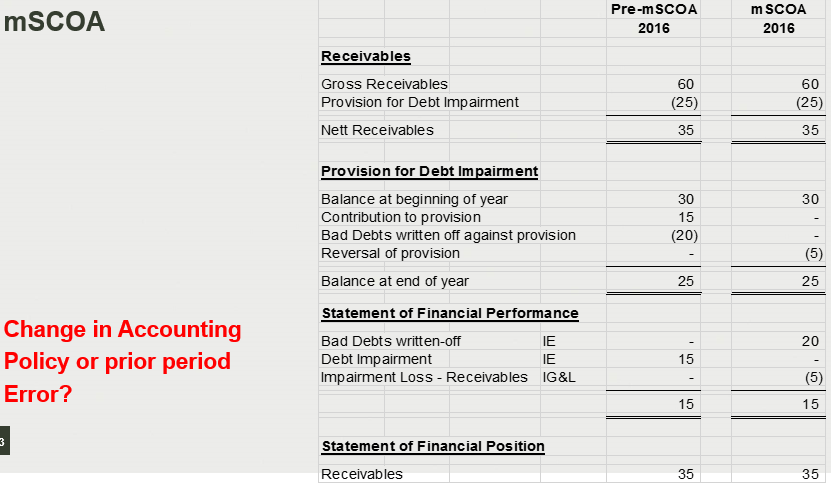 mSCOA
Pre-mSCOA mSCOA
2016 2016
Receivables
Gross Receivables 60 60
Provision for Debt Impairment (25) (25)
Nett Receivables 35 35
Provision for Debt Impairment
Balance at beginning of year 30 30
Contribution to provision 15 -
Bad Debts written off against provision (20) -
Reversal of provision - (5)
Balance at end of year 25 25
Statement of Financial Performance
Bad Debts written-off IE - 20
Debt Impairment IE 15 -
Impairment Loss - Receivables IG&L - (5)
15 15
Statement of Financial Position
Receivables 35 35
Change in Accounting
Policy or prior period
Error?
3